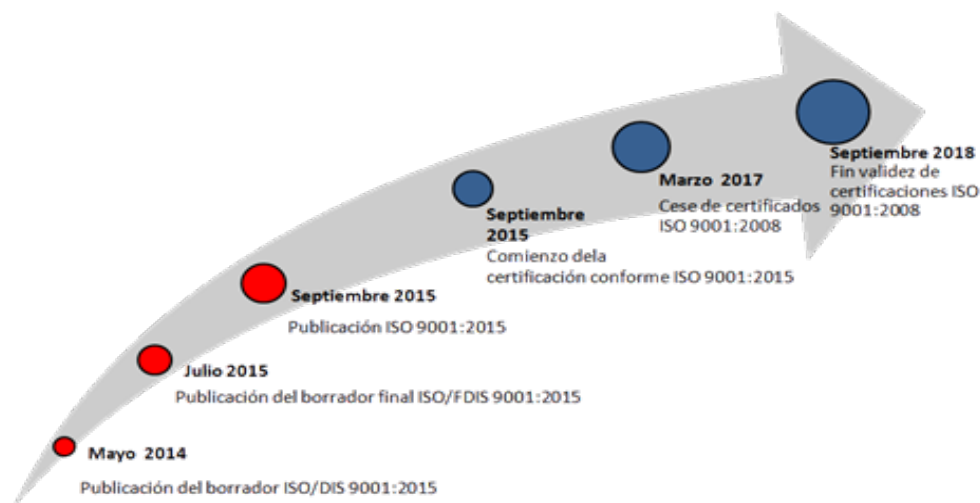 Septiembre 2018
Fin validez de
certificaciones ISO
9001:2008
Marzo 2017
Cese de certificados
ISO 9001:2008
Septiembre
2015
Comienzo dela
certificación conforme ISO 9001:2015
Septiembre 2015
Publicación ISO 9001:2015
Julio 2015
Publicación del borrador final ISO/FDIS 9001:2015
Mayo 2014
Publicación del borrador ISO/DIS 9001:2015